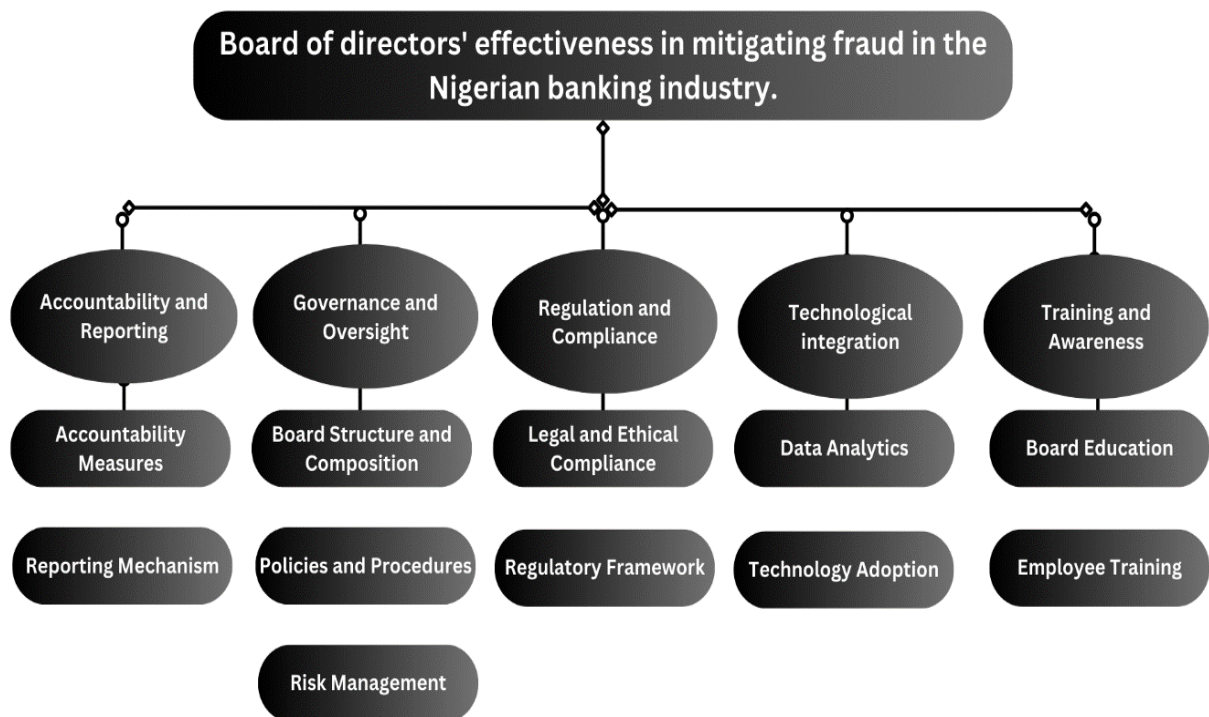 Board of directors' effectiveness in mitigating fraud in the
Nigerian banking industry.
Accountability and
Reporting
Governance and
Oversight
Regulation and
Compliance
Technological
integration
Training and
Awareness
Accountability
Measures
Board Structure and
Composition
Legal and Ethical
Compliance
Data Analytics
Board Education
Reporting Mechanism
Policies and Procedures
Regulatory Framework
Technology Adoption
Employee Training
Risk Management